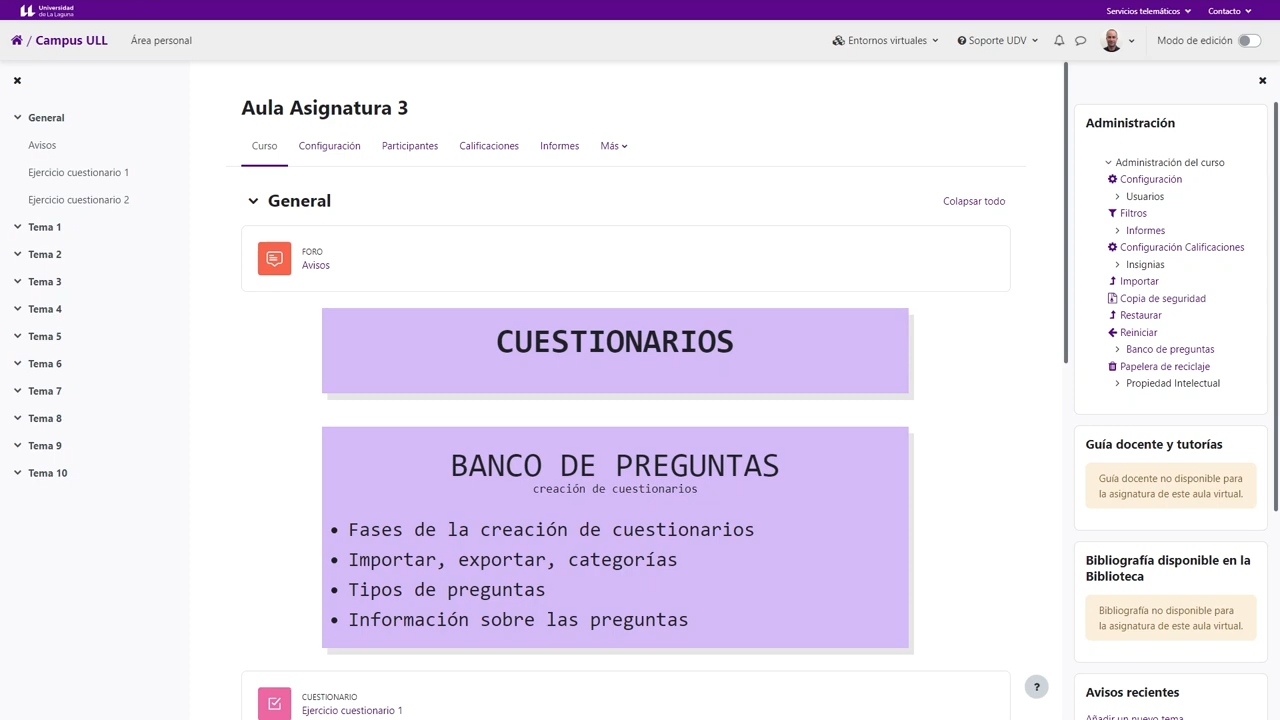 Universidad
de La Laguna
Servicios telemáticos
Contacto
/ Campus ULL
Área personal
Entornos virtuales
Soporte UDV
Modo de edición
General
Avisos
Ejercicio cuestionario 1
Ejercicio cuestionario 2
Tema 1
Tema 2
Tema 3
Tema 4
Tema 5
Tema 6
Tema 7
Tema 8
Tema 9
Tema 10
Aula Asignatura 3
Curso
Configuración
Participantes
Calificaciones
Informes
Más
General
Colapsar todo
FORO
Avisos
CUESTIONARIOS
BANCO DE PREGUNTAS
creación de cuestionarios
• Fases de la creación de cuestionarios
• Importar, exportar, categorías
• Tipos de preguntas
• Información sobre las preguntas
CUESTIONARIO
Ejercicio cuestionario 1
?
Administración
Administración del curso
Configuración
Usuarios
Filtros
Informes
Configuración Calificaciones
Insignias
Importar
Copia de seguridad
Restaurar
Reiniciar
Banco de preguntas
Papelera de reciclaje
Propiedad Intelectual
Guía docente y tutorías
Guía docente no disponible para
la asignatura de este aula virtual.
Bibliografía disponible en la
Biblioteca
Bibliografía no disponible para
la asignatura de este aula virtual.
Avisos recientes
Añadir un nuevo tema